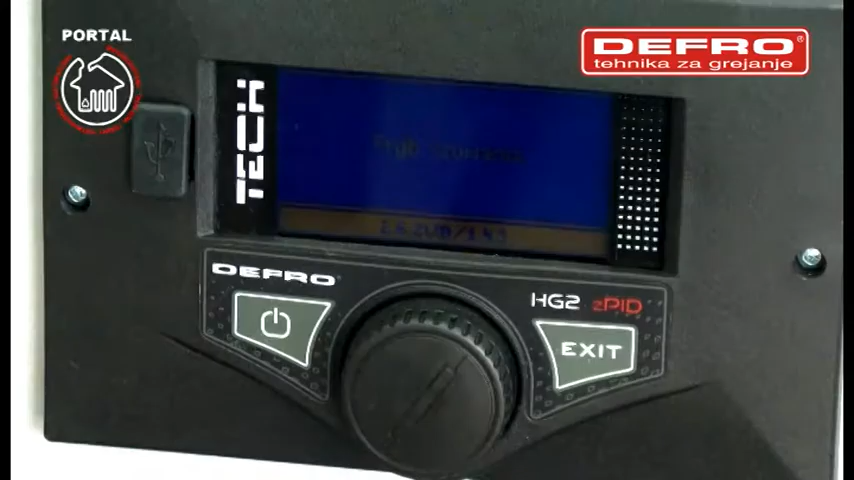 PORTAL
DEFRO®
tehnika za grejanje
TECH
DEFRO
HG2 zPID
EXIT